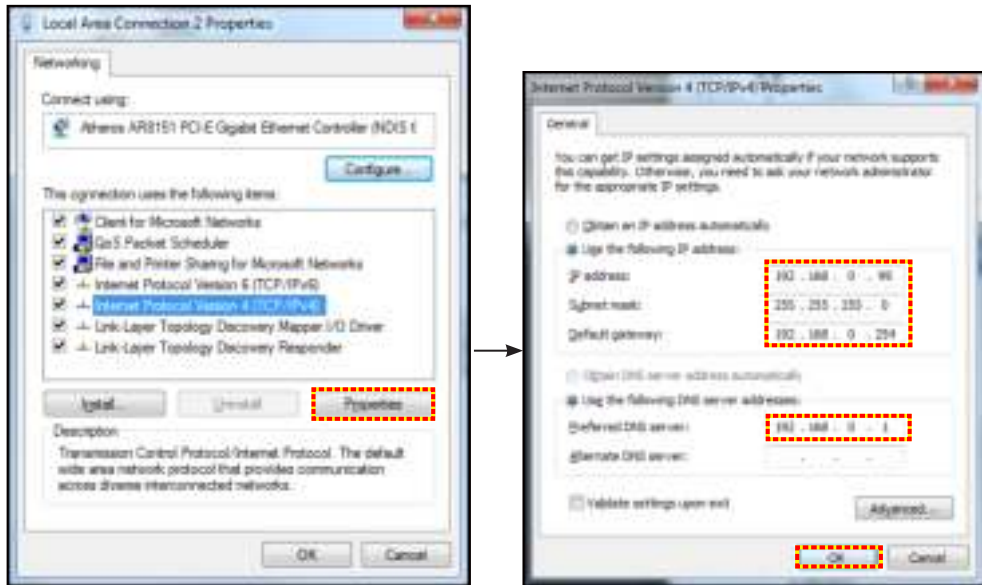 Local Area Connection 2 Properties
Networking
Connect using:
Atheros AR8151 PCI-E Gigabit Ethernet Controller (NDIS 6
Configure...
This connection uses the following items:
Client for Microsoft Networks
QoS Packet Scheduler
File and Printer Sharing for Microsoft Networks
Internet Protocol Version 6 (TCP/IPv6)
Internet Protocol Version 4 (TCP/IPv4)
Link-Layer Topology Discovery Mapper I/O Driver
Link-Layer Topology Discovery Responder
Install...
Uninstall
Properties
Description
Transmission Control Protocol/Internet Protocol. The default
wide area network protocol that provides communication
across diverse interconnected networks.
OK
Cancel
Internet Protocol Version 4 (TCP/IPv4) Properties
General
You can get IP settings assigned automatically if your network supports
this capability. Otherwise, you need to ask your network administrator
for the appropriate IP settings.
Obtain an IP address automatically
Use the following IP address:
IP address:
192 . 168 . 0 .
Subnet mask:
255 . 255 . 255 . 0
Default gateway:
192 . 168 . 0 . 254
Obtain DNS server address automatically
Use the following DNS server addresses:
Preferred DNS server:
192 . 168 . 0 . 1
Alternate DNS server:
. . .
Validate settings upon exit
Advanced...
OK
Cancel